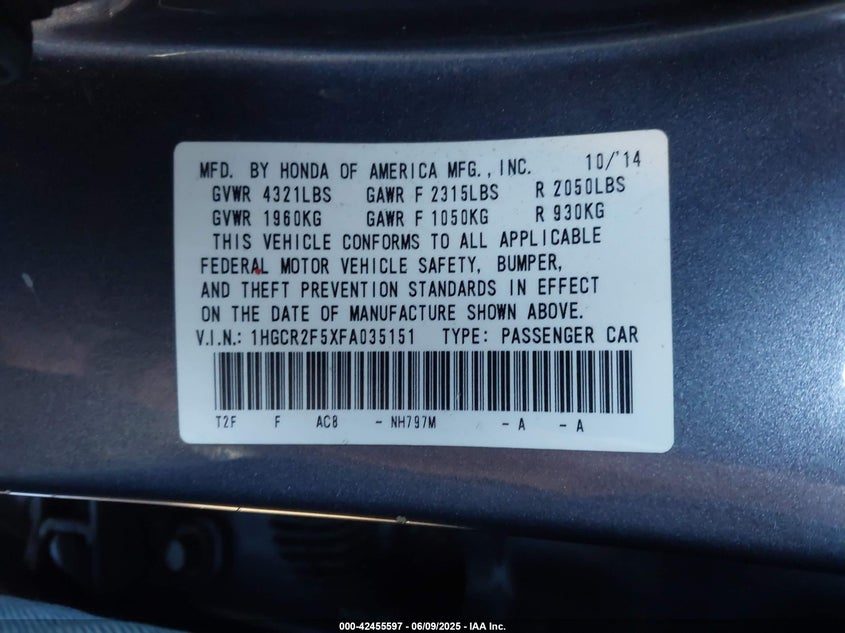 MFD. BY HONDA OF AMERICA MFG., INC. 10/'14
GVWR 4321LBS GAWR F 2315LBS R 2050LBS
GVWR 1960KG GAWR F 1050KG R 930KG
THIS VEHICLE CONFORMS TO ALL APPLICABLE
FEDERAL MOTOR VEHICLE SAFETY, BUMPER,
AND THEFT PREVENTION STANDARDS IN EFFECT
ON THE DATE OF MANUFACTURE SHOWN ABOVE.
V.I.N.: 1HGCR2F5XFA035151 TYPE: PASSENGER CAR
T2F F AC8 - NH797M - A - A
000-42455597 - 06/09/2025 - IAA Inc.